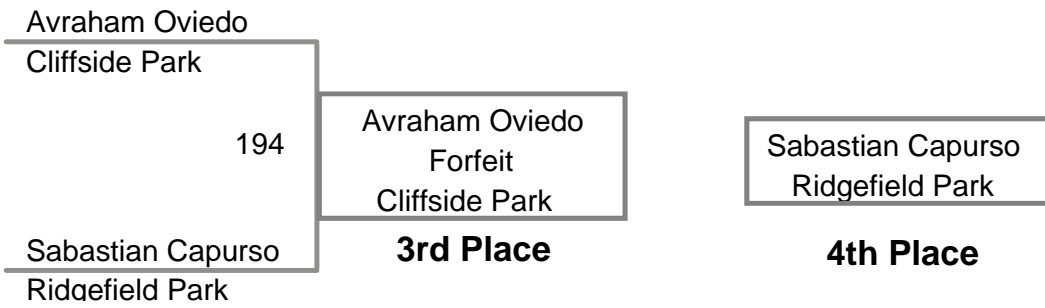 Avraham Oviedo
Cliffside Park
194
Avraham Oviedo
Forfeit
Cliffside Park
3rd Place
Sabastian Capurso
Ridgefield Park
4th Place
Sabastian Capurso
Ridgefield Park